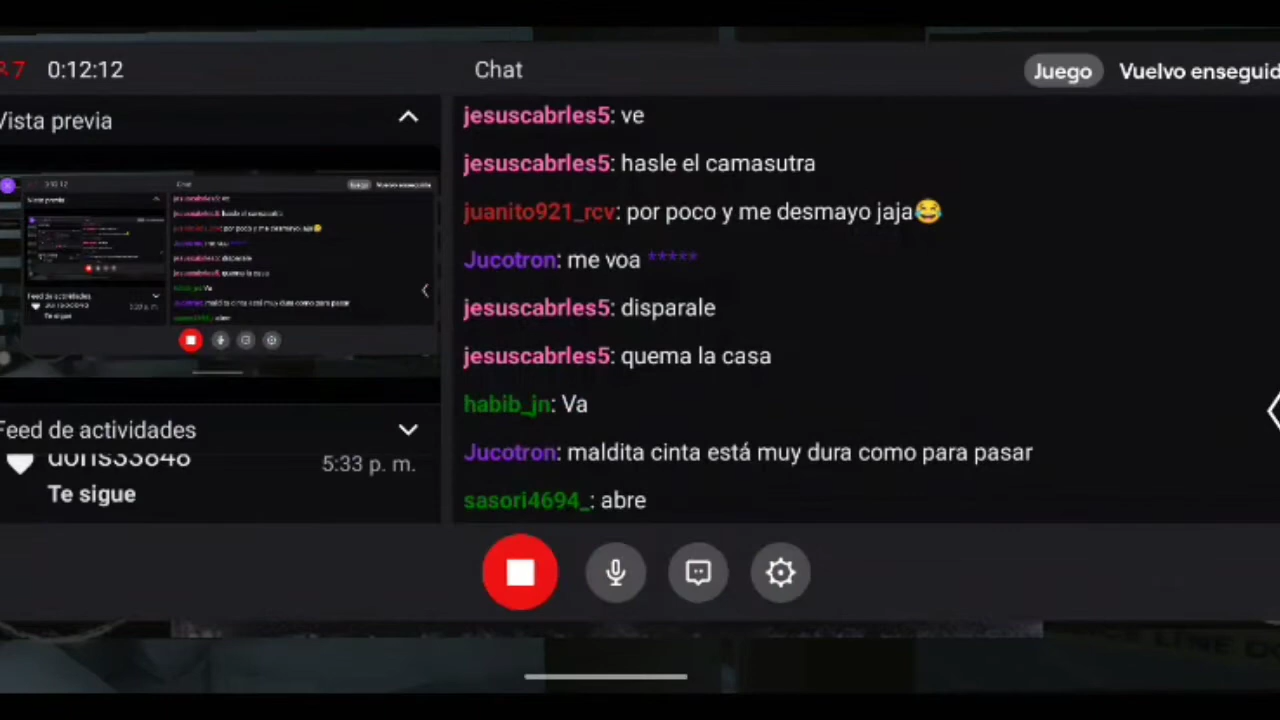 7 0:12:12
Chat
Juego Vuelvo enseguid
Vista previa
jesuscabrles5: ve
jesuscabrles5: hasle el camasutra
juanito921_rcv: por poco y me desmayo jaja😂
Jucotron: me voa *****
jesuscabrles5: disparale
jesuscabrles5: quema la casa
habib_jn: Va
Jucotron: maldita cinta está muy dura como para pasar
sasori4694_: abre
Feed de actividades
doris33848 5:33 p. m.
Te sigue